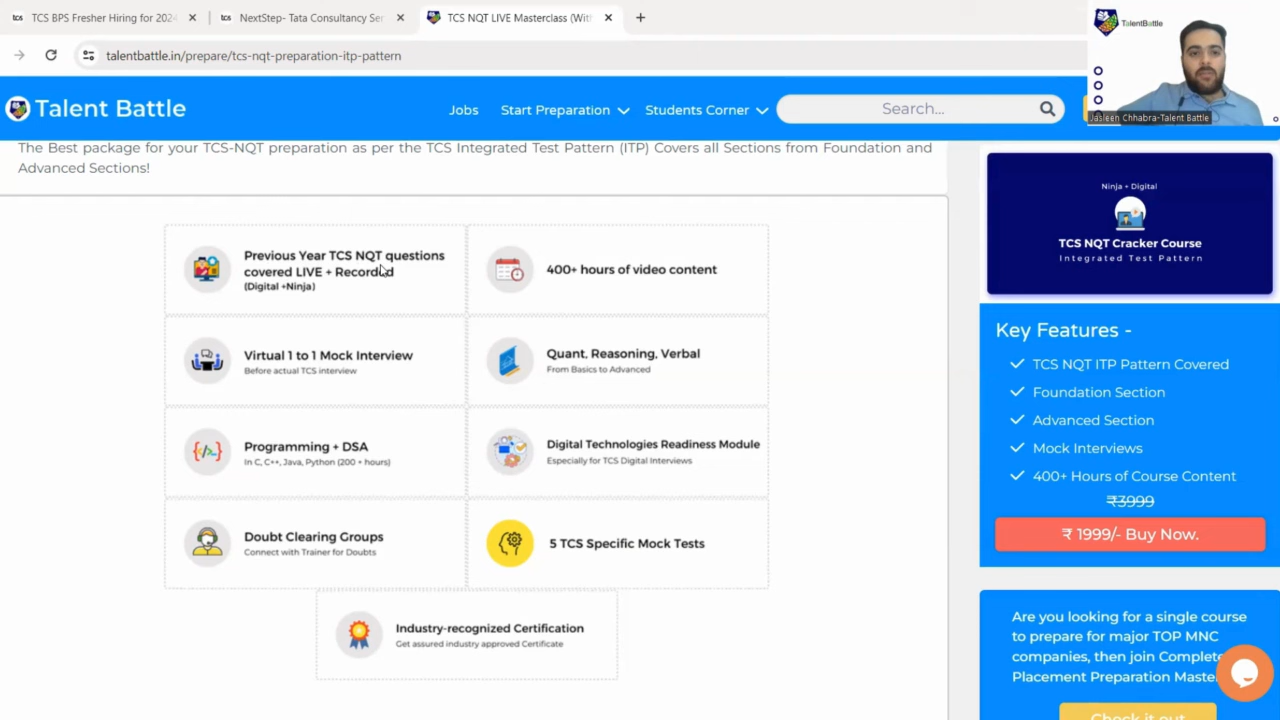 TCS BPS Fresher Hiring for 2024
NextStep- Tata Consultancy Ser
TCS NQT LIVE Masterclass (Wit
TalentBattle
talentbattle.in/prepare/tcs-nqt-preparation-itp-pattern
Jasleen Chhabra-Talent Battle
Talent Battle
Jobs
Start Preparation
Students Corner
Search...
The Best package for your TCS-NQT preparation as per the TCS Integrated Test Pattern (ITP) Covers all Sections from Foundation and
Advanced Sections!
Previous Year TCS NQT questions
covered LIVE + Recorded
(Digital +Ninja)
400+ hours of video content
Virtual 1 to 1 Mock Interview
Before actual TCS interview
Quant, Reasoning, Verbal
From Basics to Advanced
Programming + DSA
In C, C++, Java, Python (200 + hours)
Digital Technologies Readiness Module
Especially for TCS Digital Interviews
Doubt Clearing Groups
Connect with Trainer for Doubts
5 TCS Specific Mock Tests
Industry-recognized Certification
Get assured industry approved Certificate
Ninja + Digital
TCS NQT Cracker Course
Integrated Test Pattern
Key Features -
TCS NQT ITP Pattern Covered
Foundation Section
Advanced Section
Mock Interviews
400+ Hours of Course Content
₹3999
₹ 1999/- Buy Now.
Are you looking for a single course
to prepare for major TOP MNC
companies, then join Complete
Placement Preparation Master
Check it out